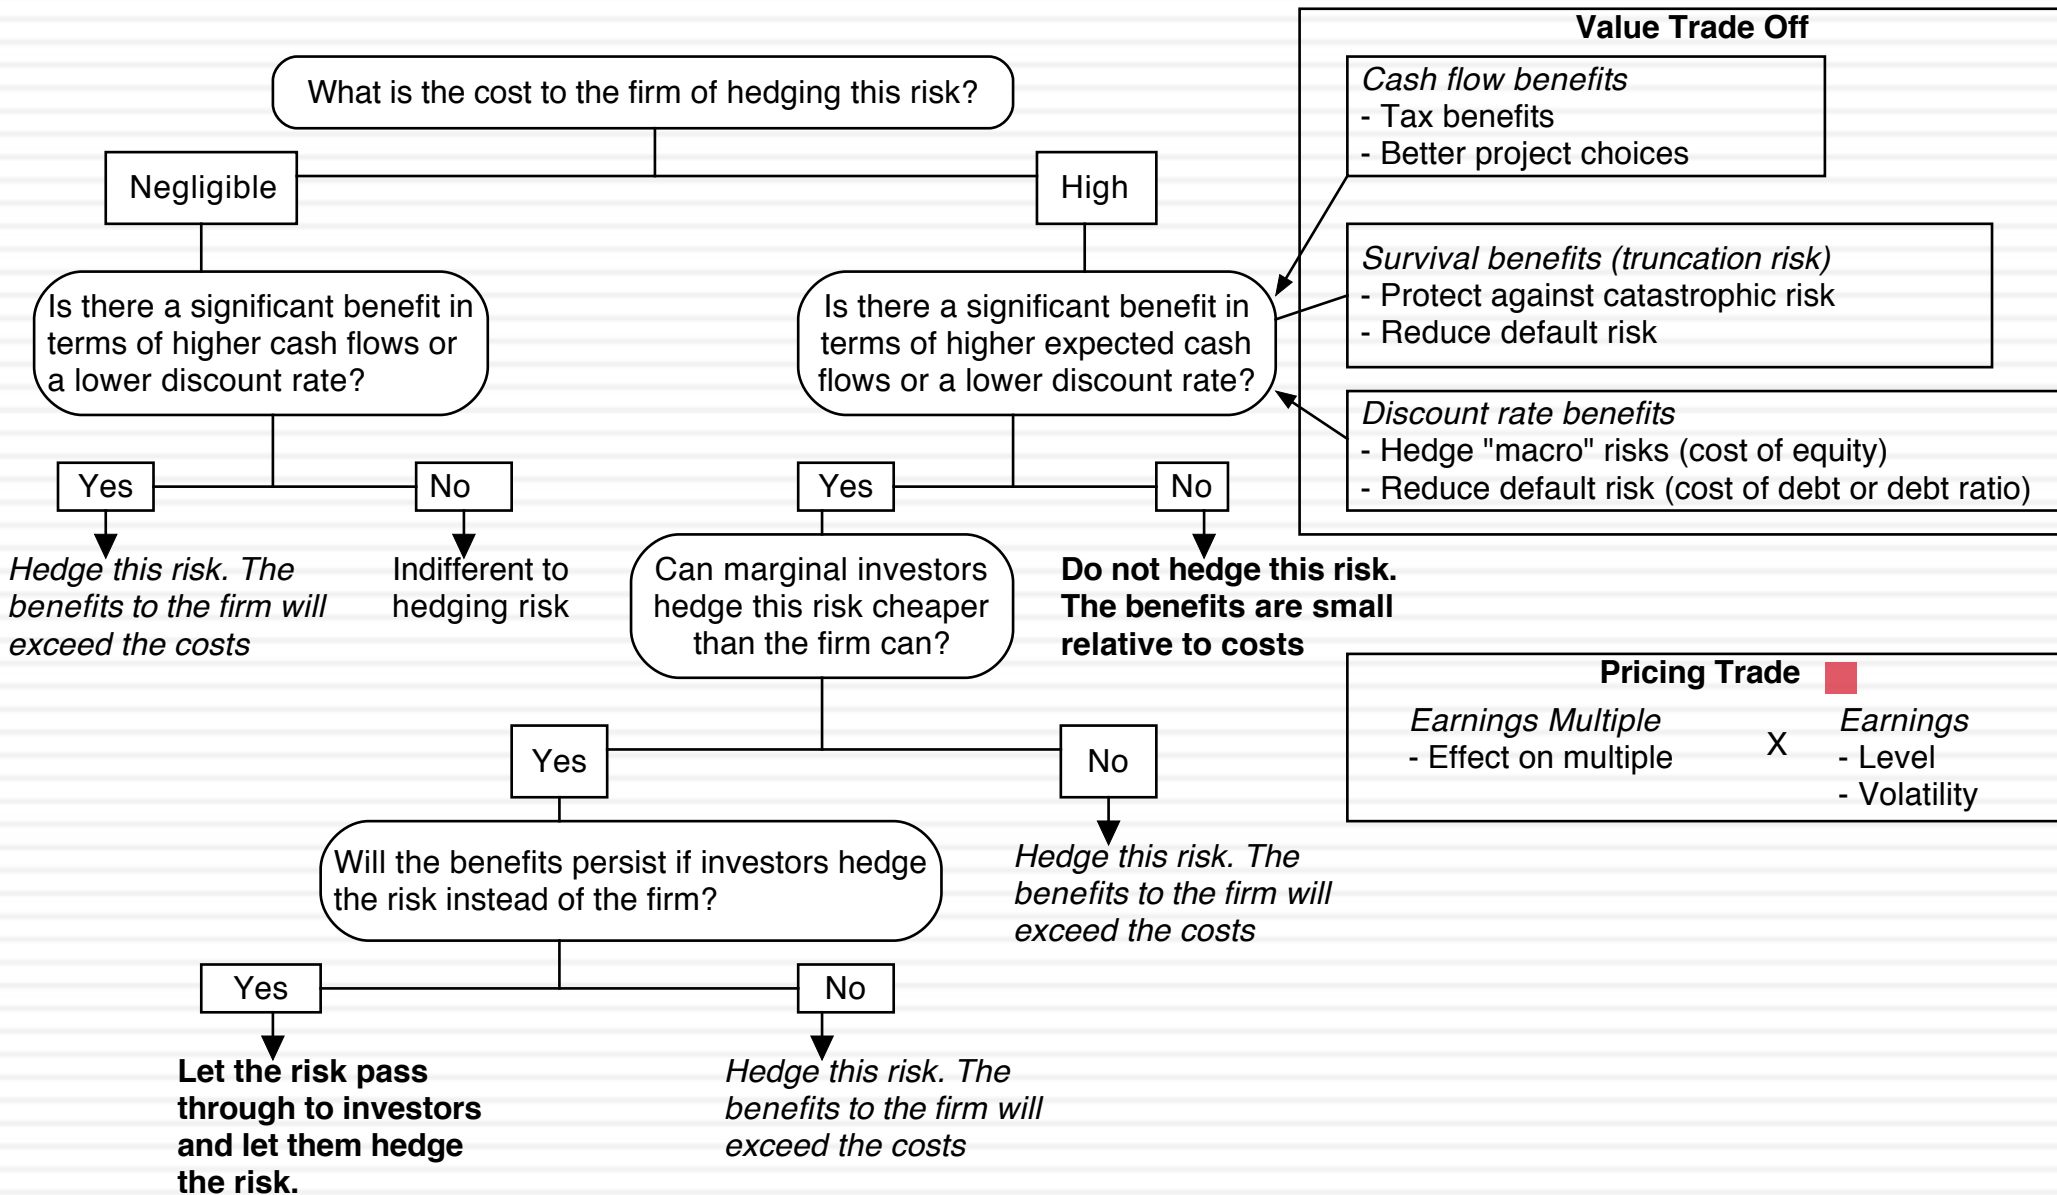 Value Trade Off
What is the cost to the firm of hedging this risk?
Cash flow benefits
- Tax benefits
- Better project choices
Negligible
High
Survival benefits (truncation risk)
- Protect against catastrophic risk
- Reduce default risk
Is there a significant benefit in
terms of higher cash flows or
a lower discount rate?
Is there a significant benefit in
terms of higher expected cash
flows or a lower discount rate?
Discount rate benefits
- Hedge "macro" risks (cost of equity)
- Reduce default risk (cost of debt or debt ratio)
Yes
No
Yes
No
Hedge this risk. The
benefits to the firm will
exceed the costs
Indifferent to
hedging risk
Can marginal investors
hedge this risk cheaper
than the firm can?
Do not hedge this risk.
The benefits are small
relative to costs
Pricing Trade
Earnings Multiple
- Effect on multiple
X
Earnings
- Level
- Volatility
Yes
No
Will the benefits persist if investors hedge
the risk instead of the firm?
Hedge this risk. The
benefits to the firm will
exceed the costs
Yes
No
Let the risk pass
through to investors
and let them hedge
the risk.
Hedge this risk. The
benefits to the firm will
exceed the costs